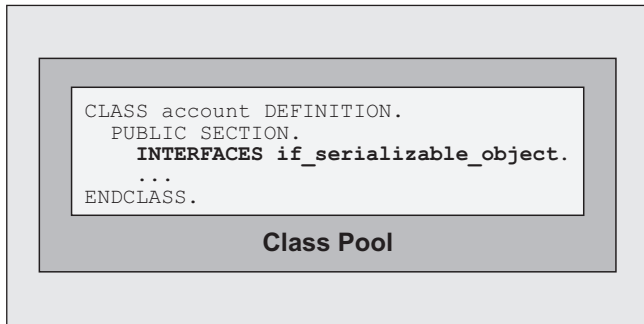 CLASS account DEFINITION.
  PUBLIC SECTION.
    INTERFACES if_serializable_object.
    ...
ENDCLASS.
Class Pool